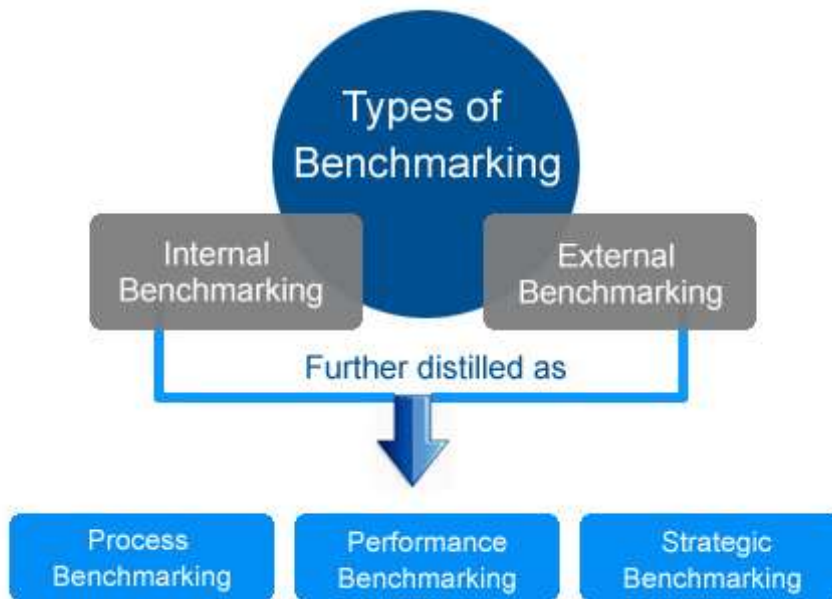 Types of
Benchmarking
Internal
Benchmarking
External
Benchmarking
Further distilled as
Process
Benchmarking
Performance
Benchmarking
Strategic
Benchmarking